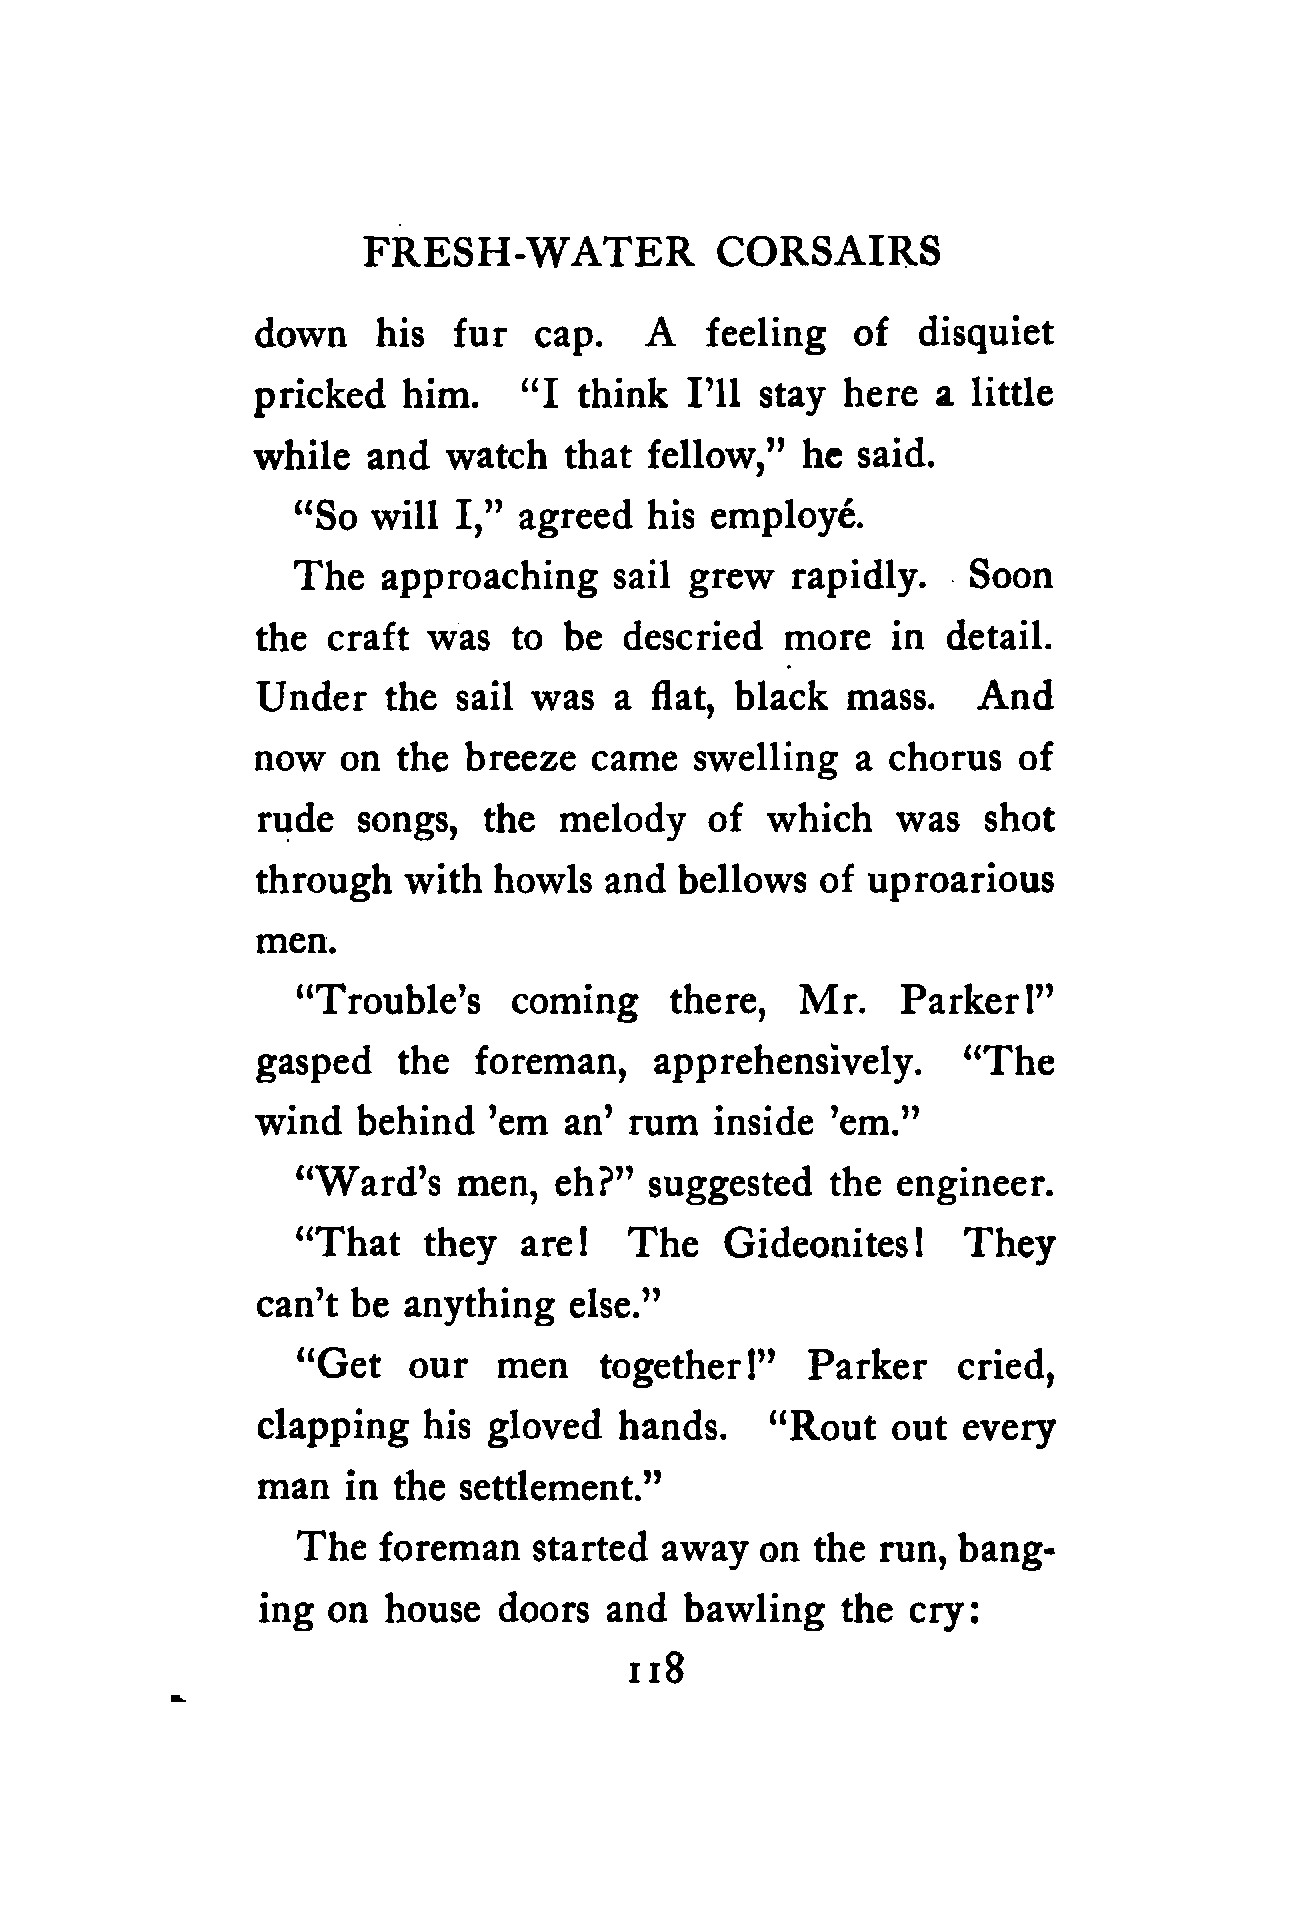 FRESH-WATER CORSAIRS
down his fur cap. A feeling of disquiet
pricked him. “I think I’ll stay here a little
while and watch that fellow,” he said.
“So will I,” agreed his employé.
The approaching sail grew rapidly. Soon
the craft was to be descried more in detail.
Under the sail was a flat, black mass. And
now on the breeze came swelling a chorus of
rude songs, the melody of which was shot
through with howls and bellows of uproarious
men.
“Trouble’s coming there, Mr. Parker!”
gasped the foreman, apprehensively. “The
wind behind ’em an’ rum inside ’em.”
“Ward’s men, eh?” suggested the engineer.
“That they are! The Gideonites! They
can’t be anything else.”
“Get our men together!” Parker cried,
clapping his gloved hands. “Rout out every
man in the settlement.”
The foreman started away on the run, bang-
ing on house doors and bawling the cry:
118